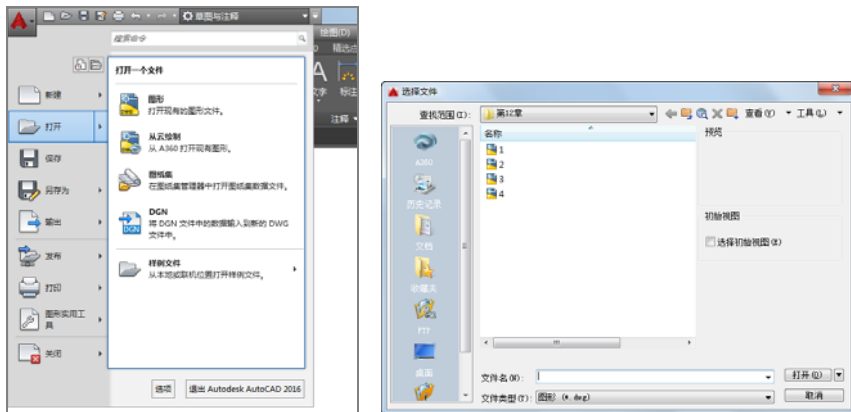 草图与注释
搜索命令
绘图(D)
精选点
打开一个文件
新建
图形
打开现有的图形文件。
文字
标注
打开
从云绘制
从 A360 打开现有图形。
注释
保存
图纸集
在图纸集管理器中打开图纸集数据文件。
另存为
DGN
将 DGN 文件中的数据输入到新的 DWG
文件中。
输出
样例文件
从本地或联机位置打开样例文件。
发布
打印
图形实用工
具
关闭
选项
退出 Autodesk AutoCAD 2016
选择文件
查找范围(I):
第12章
查看(V)
工具(L)
名称
预览
1
2
3
4
A360
历史记录
文档
收藏夹
FTP
桌面
初始视图
选择初始视图(E)
文件名(N):
打开(O)
文件类型(T):
图形 (*.dwg)
取消